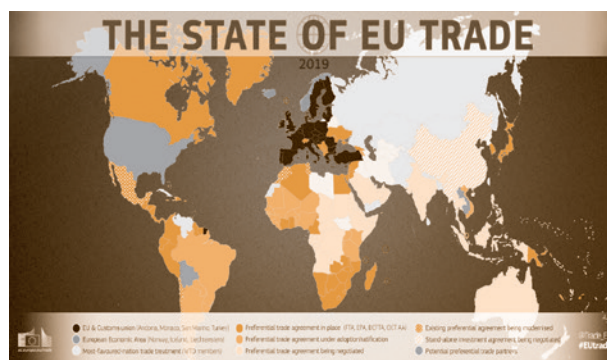 THE STATE OF EU TRADE
2019
EU & Customs union (Andorra, Monaco, San Marino, Turkey)
European Economic Area (Norway, Iceland, Liechtenstein)
Most-favoured-nation trade treatment (WTO members)
Preferential trade agreement in place (FTA, EPA, DCFTA, OCT AA)
Preferential trade agreement under adoption/ratification
Preferential trade agreement being negotiated
Existing preferential agreement being modernised
Stand-alone investment agreement being negotiated
Potential preferential trade partners
#EUtrade